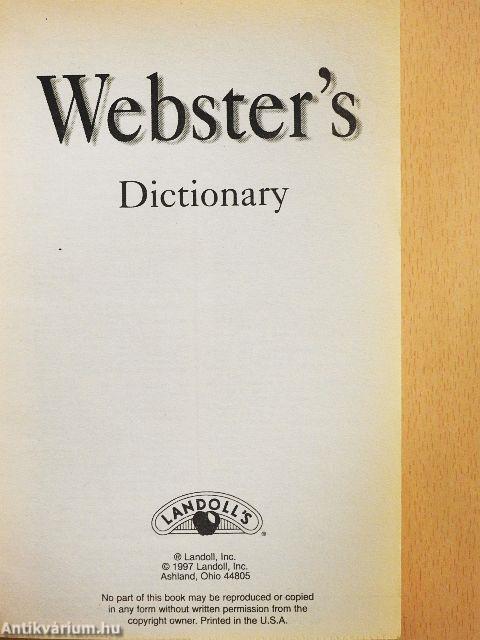 Webster's
Dictionary
LANDOLL'S
®
® Landoll, Inc.
© 1997 Landoll, Inc.
Ashland, Ohio 44805
No part of this book may be reproduced or copied
in any form without written permission from the
copyright owner. Printed in the U.S.A.
Antikvárium.hu